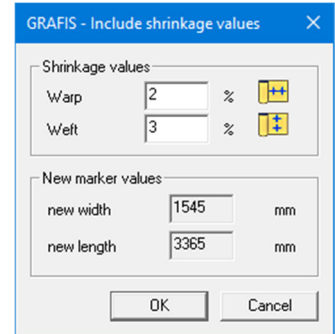 GRAFIS - Include shrinkage values
Shrinkage values
Warp 2 %
Weft 3 %
New marker values
new width 1545 mm
new length 3365 mm
OK Cancel